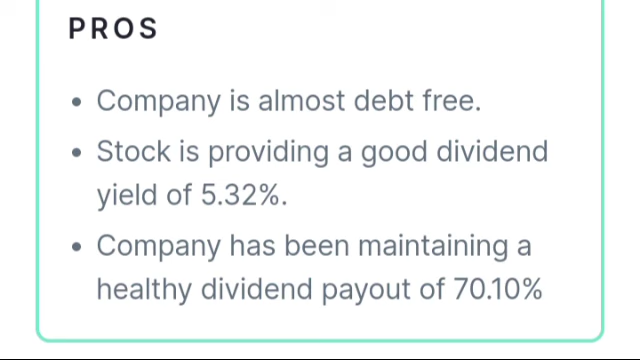 PROS
• Company is almost debt free.
• Stock is providing a good dividend
yield of 5.32%.
• Company has been maintaining a
healthy dividend payout of 70.10%